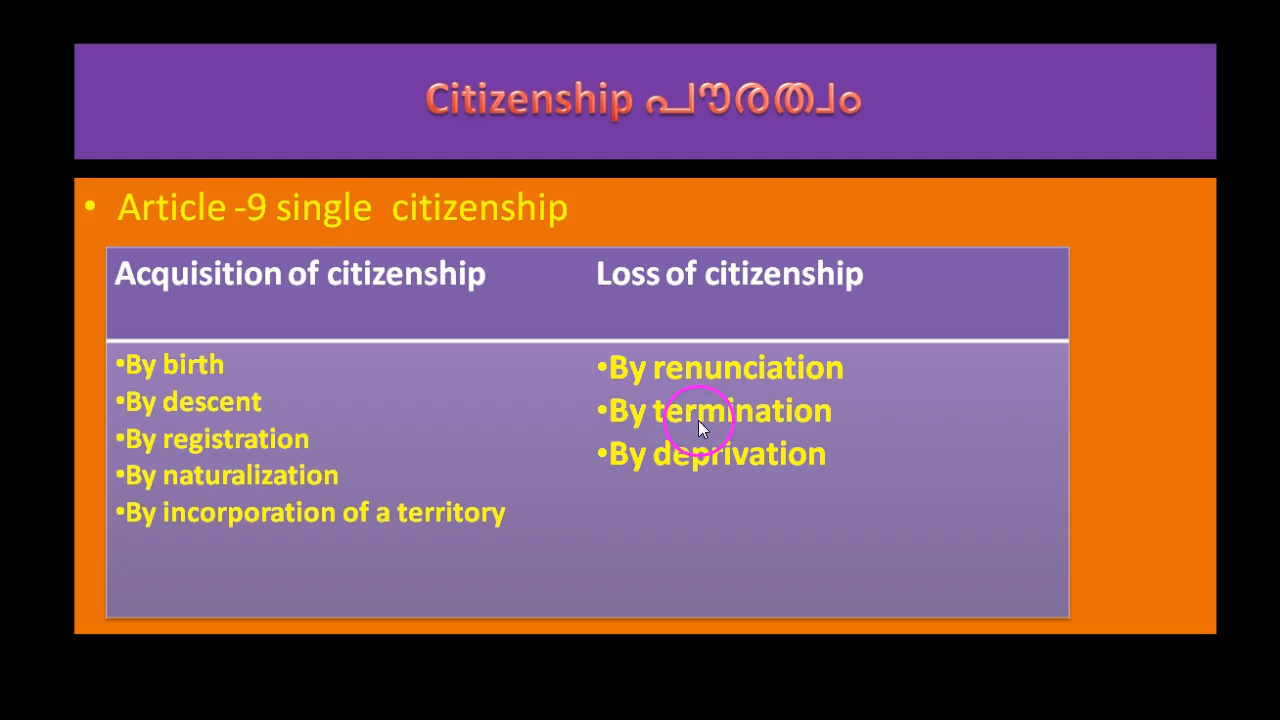 Citizenship പൗരത്വം
• Article -9 single citizenship
Acquisition of citizenship
Loss of citizenship
•By birth
•By descent
•By registration
•By naturalization
•By incorporation of a territory
•By renunciation
•By termination
•By deprivation